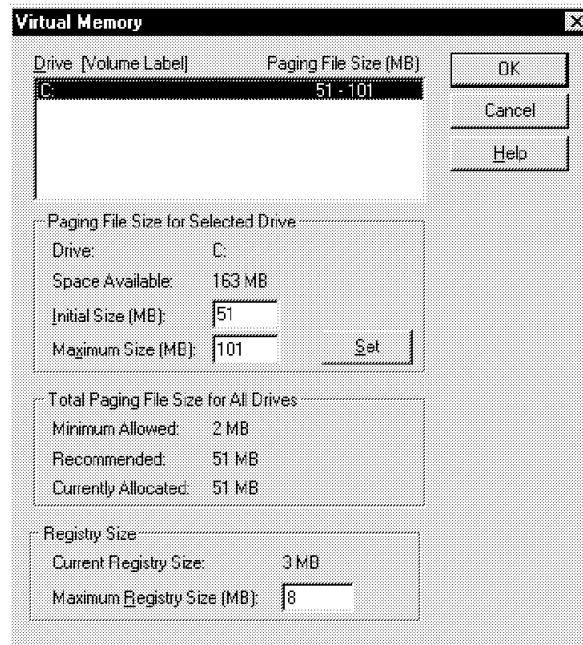 Virtual Memory
Drive [Volume Label] Paging File Size (MB)
C: 51 - 101
OK
Cancel
Help
Paging File Size for Selected Drive
Drive: C:
Space Available: 163 MB
Initial Size (MB): 51
Maximum Size (MB): 101
Set
Total Paging File Size for All Drives
Minimum Allowed: 2 MB
Recommended: 51 MB
Currently Allocated: 51 MB
Registry Size
Current Registry Size: 3 MB
Maximum Registry Size (MB): 8